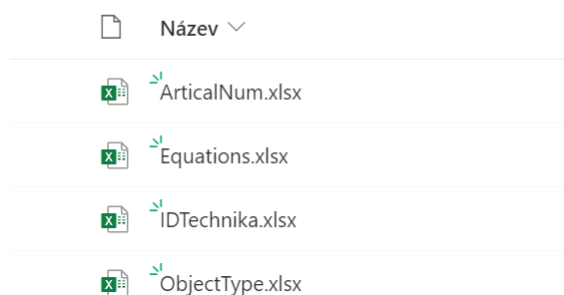 Název
ArticalNum.xlsx
Equations.xlsx
IDTechnika.xlsx
ObjectType.xlsx